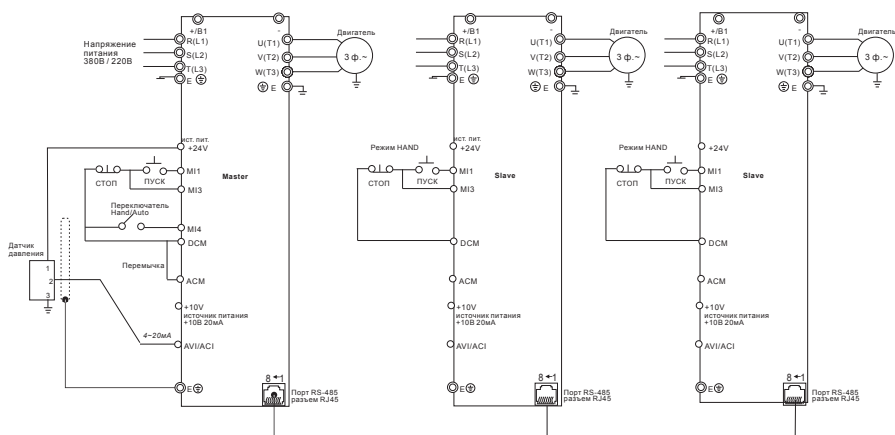 Напряжение
питания
380В / 220В
+/B1
-
R(L1)
S(L2)
T(L3)
E
U(T1)
V(T2)
W(T3)
E
Двигатель
3 ф.~
ист. пит.
+24V
MI1
MI3
СТОП
ПУСК
Master
Переключатель
Hand/Auto
MI4
DCM
Датчик
давления
1
2
3
Перемычка
ACM
+10V
источник питания
+10В 20мА
4~20мА
AVI/ACI
E
8 1
Порт RS-485
разъем RJ45
+/B1
-
R(L1)
S(L2)
T(L3)
E
U(T1)
V(T2)
W(T3)
E
Двигатель
3 ф.~
ист. пит.
+24V
Режим HAND
MI1
MI3
СТОП
ПУСК
Slave
DCM
ACM
+10V
источник питания
+10В 20мА
AVI/ACI
E
8 1
Порт RS-485
разъем RJ45
+/B1
-
R(L1)
S(L2)
T(L3)
E
U(T1)
V(T2)
W(T3)
E
Двигатель
3 ф.~
+24V
Режим HAND
MI1
MI3
СТОП
ПУСК
Slave
DCM
ACM
+10V
источник питания
+10В 20мА
AVI/ACI
E
8 1
Порт RS-485
разъем RJ45